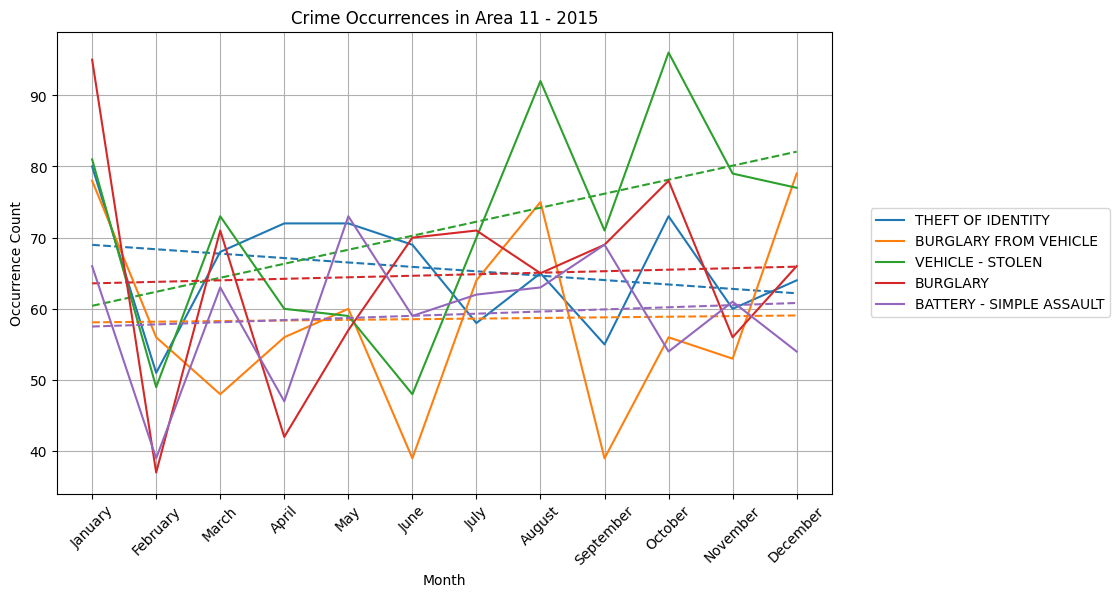 Crime Occurrences in Area 11 - 2015
Occurrence Count
90
80
70
60
50
40
January
February
March
April
May
June
July
August
September
October
November
December
Month
THEFT OF IDENTITY
BURGLARY FROM VEHICLE
VEHICLE - STOLEN
BURGLARY
BATTERY - SIMPLE ASSAULT